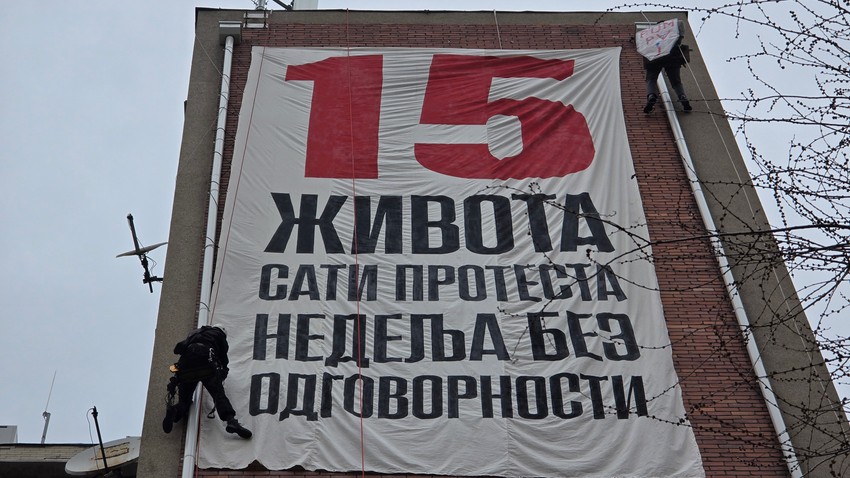 15
ЖИВОТА
САТИ ПРОТЕСТА
НЕДЕЉА БЕЗ
ОДГОВОРНОСТИ